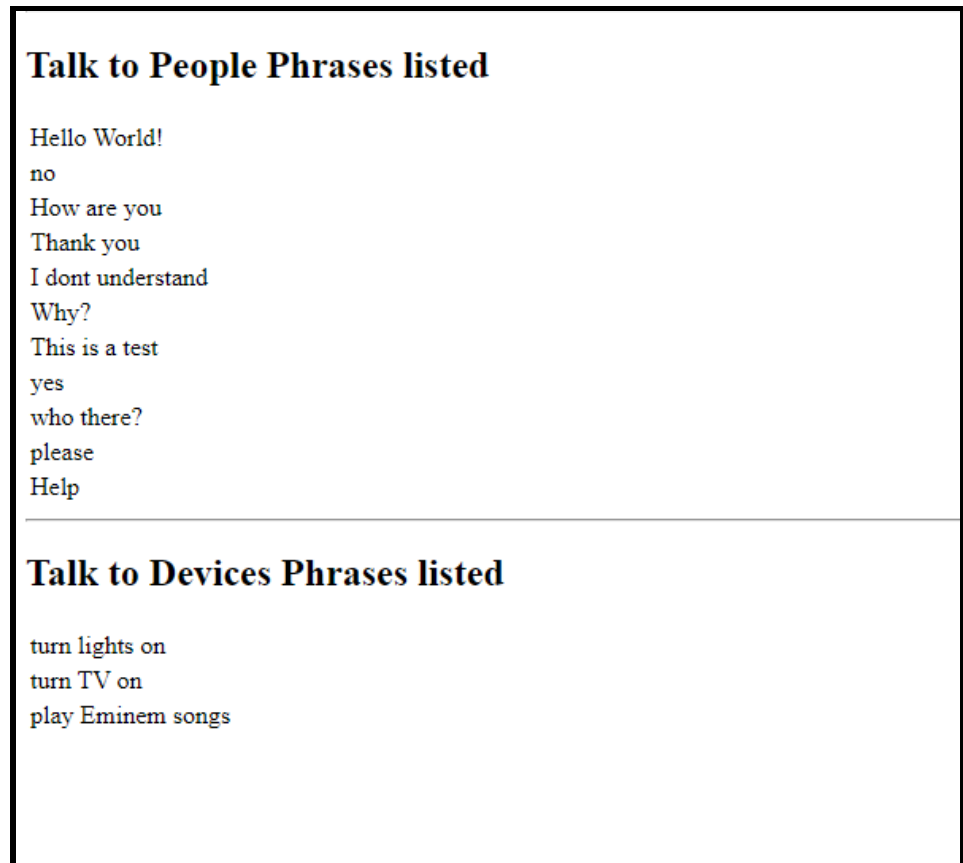 Talk to People Phrases listed
Hello World!
no
How are you
Thank you
I dont understand
Why?
This is a test
yes
who there?
please
Help
Talk to Devices Phrases listed
turn lights on
turn TV on
play Eminem songs